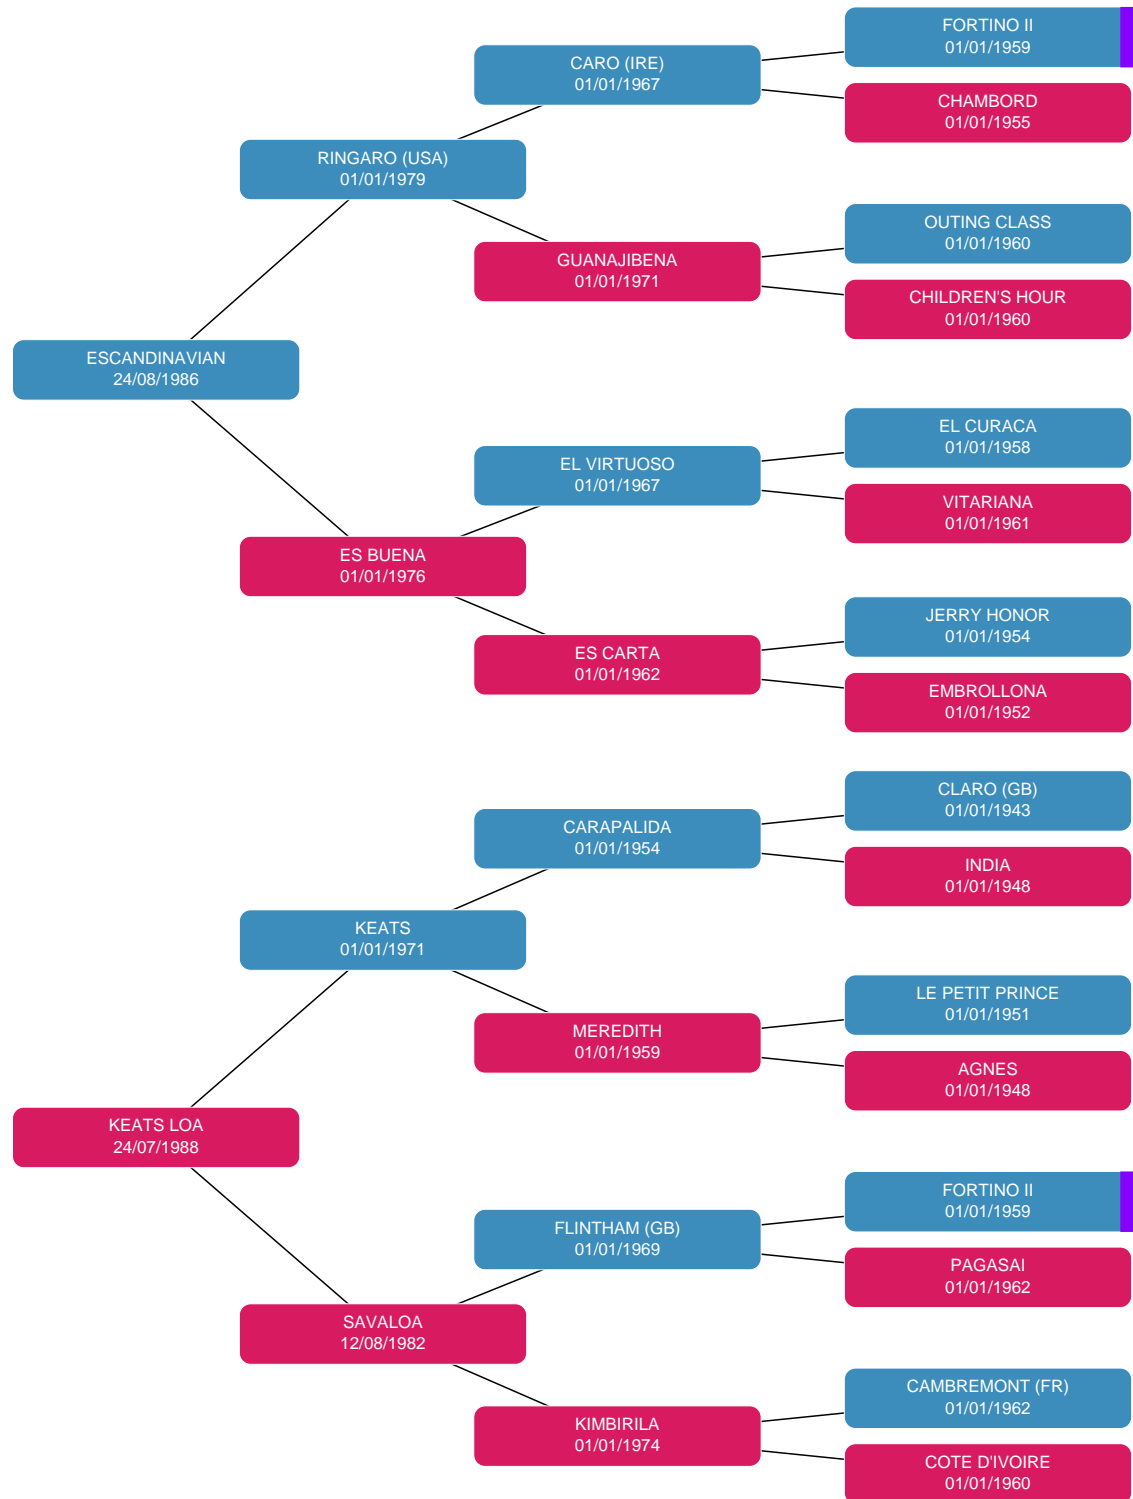 FORTINO II
01/01/1959
CARO (IRE)
01/01/1967
CHAMBORD
01/01/1955
RINGARO (USA)
01/01/1979
OUTING CLASS
01/01/1960
GUANAJIBENA
01/01/1971
CHILDREN'S HOUR
01/01/1960
ESCANDINAVIAN
24/08/1986
EL CURACA
01/01/1958
EL VIRTUOSO
01/01/1967
VITARIANA
01/01/1961
ES BUENA
01/01/1976
JERRY HONOR
01/01/1954
ES CARTA
01/01/1962
EMBROLLONA
01/01/1952
CLARO (GB)
01/01/1943
CARAPALIDA
01/01/1954
INDIA
01/01/1948
KEATS
01/01/1971
LE PETIT PRINCE
01/01/1951
MEREDITH
01/01/1959
AGNES
01/01/1948
KEATS LOA
24/07/1988
FORTINO II
01/01/1959
FLINTHAM (GB)
01/01/1969
PAGASAI
01/01/1962
SAVALOA
12/08/1982
CAMBREMONT (FR)
01/01/1962
KIMBIRILA
01/01/1974
COTE D'IVOIRE
01/01/1960